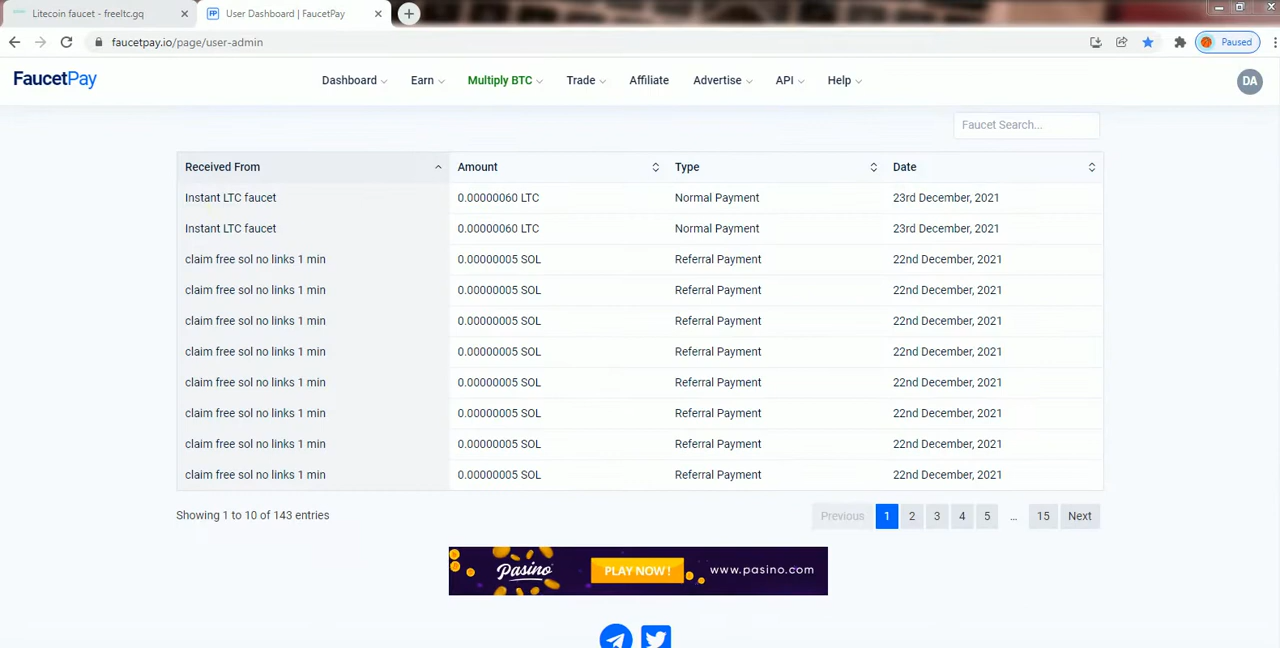 Litecoin faucet - freeltc.gg
User Dashboard | FaucetPay
faucetpay.io/page/user-admin
Paused
FaucetPay
Dashboard Earn Multiply BTC Trade Affiliate Advertise API Help DA
Faucet Search...
Received From Amount Type Date
Instant LTC faucet 0.00000060 LTC Normal Payment 23rd December, 2021
Instant LTC faucet 0.00000060 LTC Normal Payment 23rd December, 2021
claim free sol no links 1 min 0.00000005 SOL Referral Payment 22nd December, 2021
claim free sol no links 1 min 0.00000005 SOL Referral Payment 22nd December, 2021
claim free sol no links 1 min 0.00000005 SOL Referral Payment 22nd December, 2021
claim free sol no links 1 min 0.00000005 SOL Referral Payment 22nd December, 2021
claim free sol no links 1 min 0.00000005 SOL Referral Payment 22nd December, 2021
claim free sol no links 1 min 0.00000005 SOL Referral Payment 22nd December, 2021
claim free sol no links 1 min 0.00000005 SOL Referral Payment 22nd December, 2021
claim free sol no links 1 min 0.00000005 SOL Referral Payment 22nd December, 2021
Showing 1 to 10 of 143 entries
Previous 1 2 3 4 5 ... 15 Next
Pasino PLAY NOW ! www.pasino.com